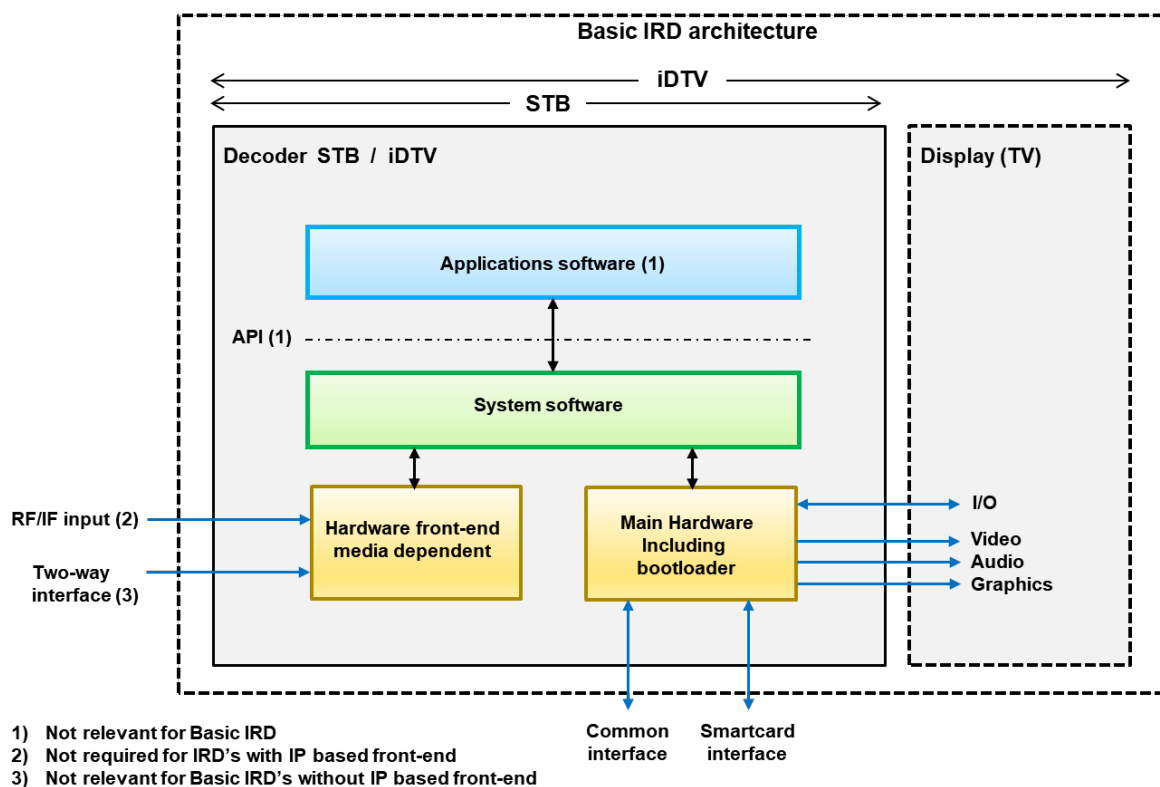 Basic IRD architecture
iDTV
STB
Decoder STB / iDTV
Display (TV)
Applications software (1)
API (1)
System software
RF/IF input (2)
Two-way
interface (3)
Hardware front-end
media dependent
Main Hardware
Including
bootloader
I/O
Video
Audio
Graphics
Common
interface
Smartcard
interface
1) Not relevant for Basic IRD
2) Not required for IRD's with IP based front-end
3) Not relevant for Basic IRD's without IP based front-end